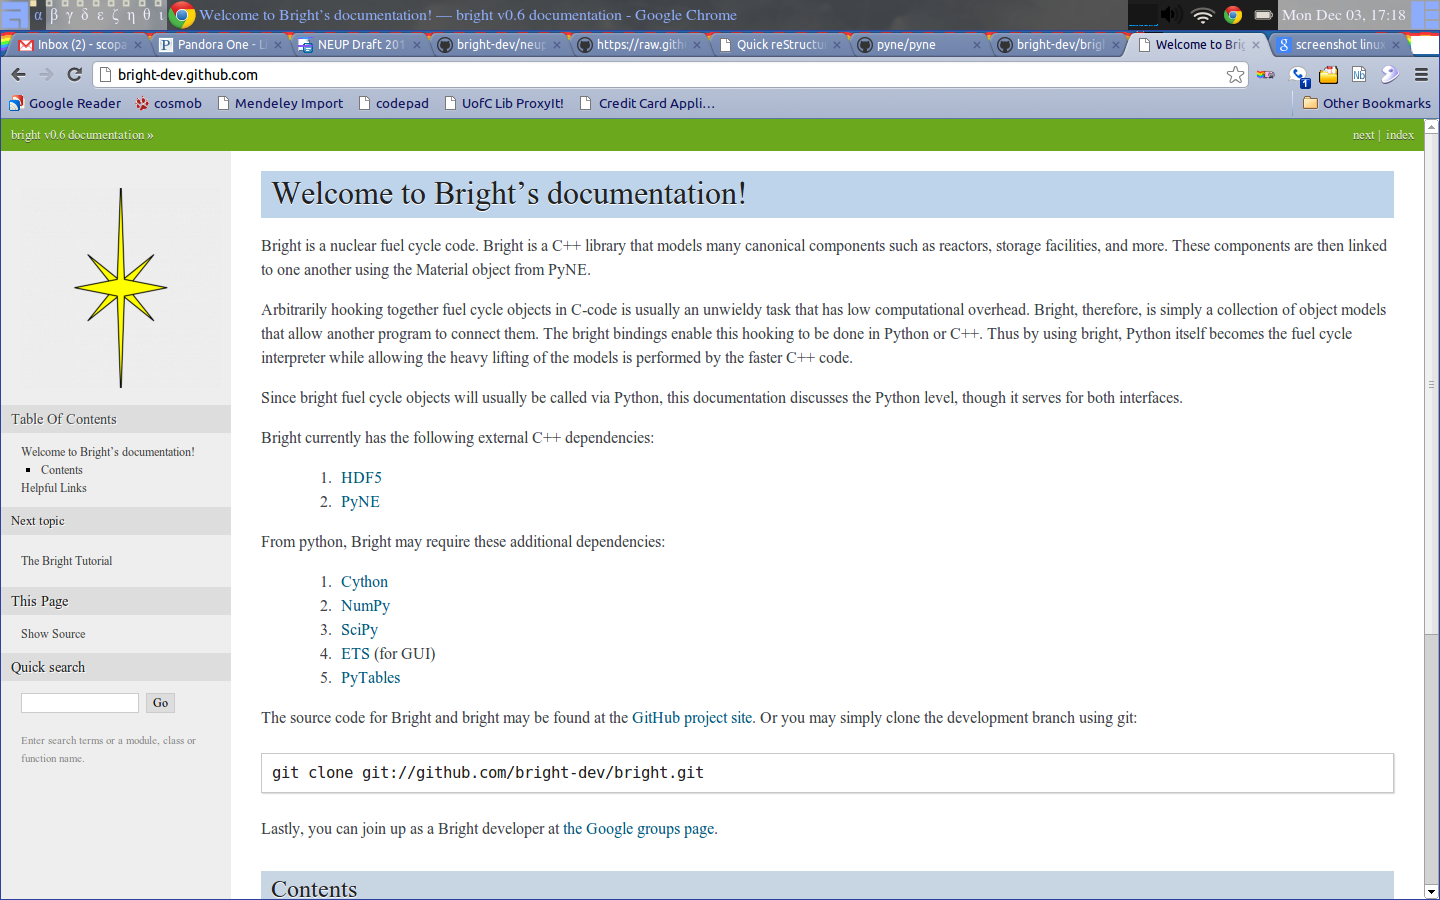 α β γ δ ε ζ η θ ι Welcome to Bright’s documentation! — bright v0.6 documentation - Google Chrome Mon Dec 03, 17:18
Inbox (2) - scopa Pandora One - Li NEUP Draft 201 bright-dev/neup https://raw.gith Quick reStructu pyne/pyne bright-dev/brigl Welcome to Brig screenshot linux
bright-dev.github.com
Google Reader cosmob Mendeley Import codepad UofC Lib ProxyIt! Credit Card Appli... Other Bookmarks
bright v0.6 documentation » next | index
Welcome to Bright’s documentation!
Bright is a nuclear fuel cycle code. Bright is a C++ library that models many canonical components such as reactors, storage facilities, and more. These components are then linked
to one another using the Material object from PyNE.
Arbitrarily hooking together fuel cycle objects in C-code is usually an unwieldy task that has low computational overhead. Bright, therefore, is simply a collection of object models
that allow another program to connect them. The bright bindings enable this hooking to be done in Python or C++. Thus by using bright, Python itself becomes the fuel cycle
interpreter while allowing the heavy lifting of the models is performed by the faster C++ code.
Since bright fuel cycle objects will usually be called via Python, this documentation discusses the Python level, though it serves for both interfaces.
Bright currently has the following external C++ dependencies:
1. HDF5
2. PyNE
From python, Bright may require these additional dependencies:
1. Cython
2. NumPy
3. SciPy
4. ETS (for GUI)
5. PyTables
The source code for Bright and bright may be found at the GitHub project site. Or you may simply clone the development branch using git:
git clone git://github.com/bright-dev/bright.git
Lastly, you can join up as a Bright developer at the Google groups page.
Contents
Table Of Contents
Welcome to Bright’s documentation!
Contents
Helpful Links
Next topic
The Bright Tutorial
This Page
Show Source
Quick search
Go
Enter search terms or a module, class or
function name.